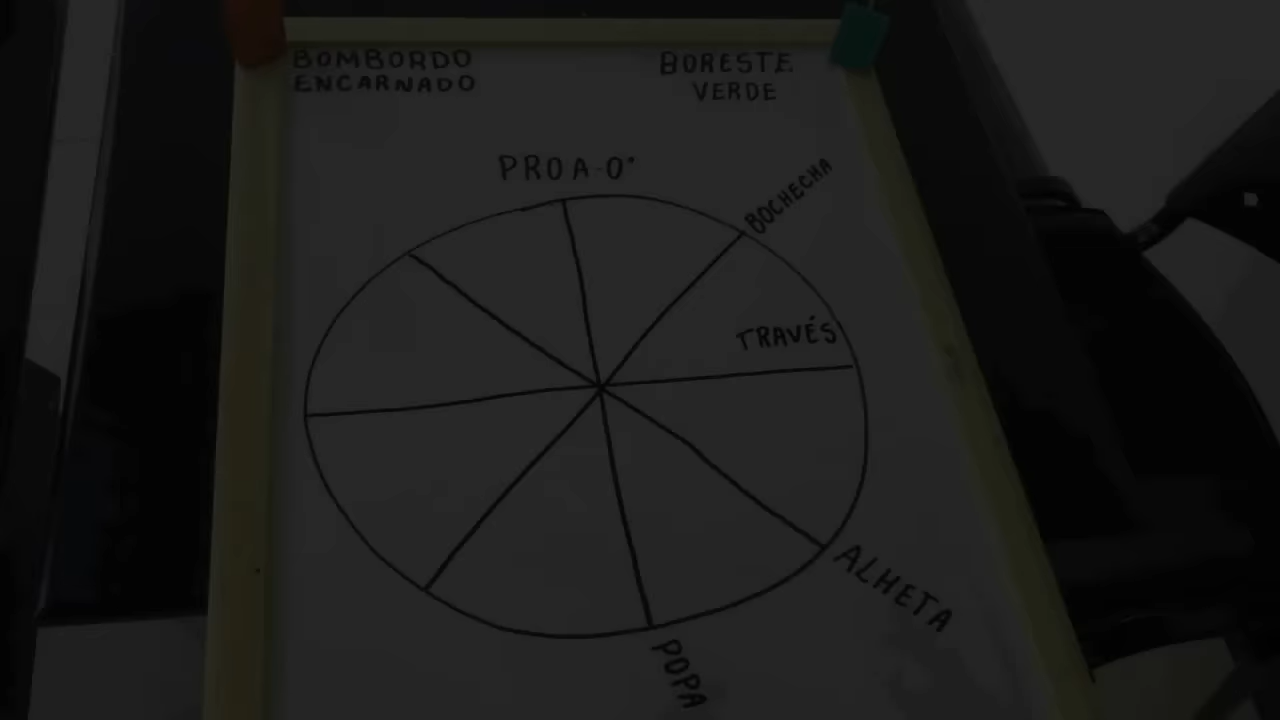 BOMBORDO
ENCARNADO
BORESTE
VERDE
PROA-0°
BOCHECHA
TRAVÉS
ALHETA
POPA